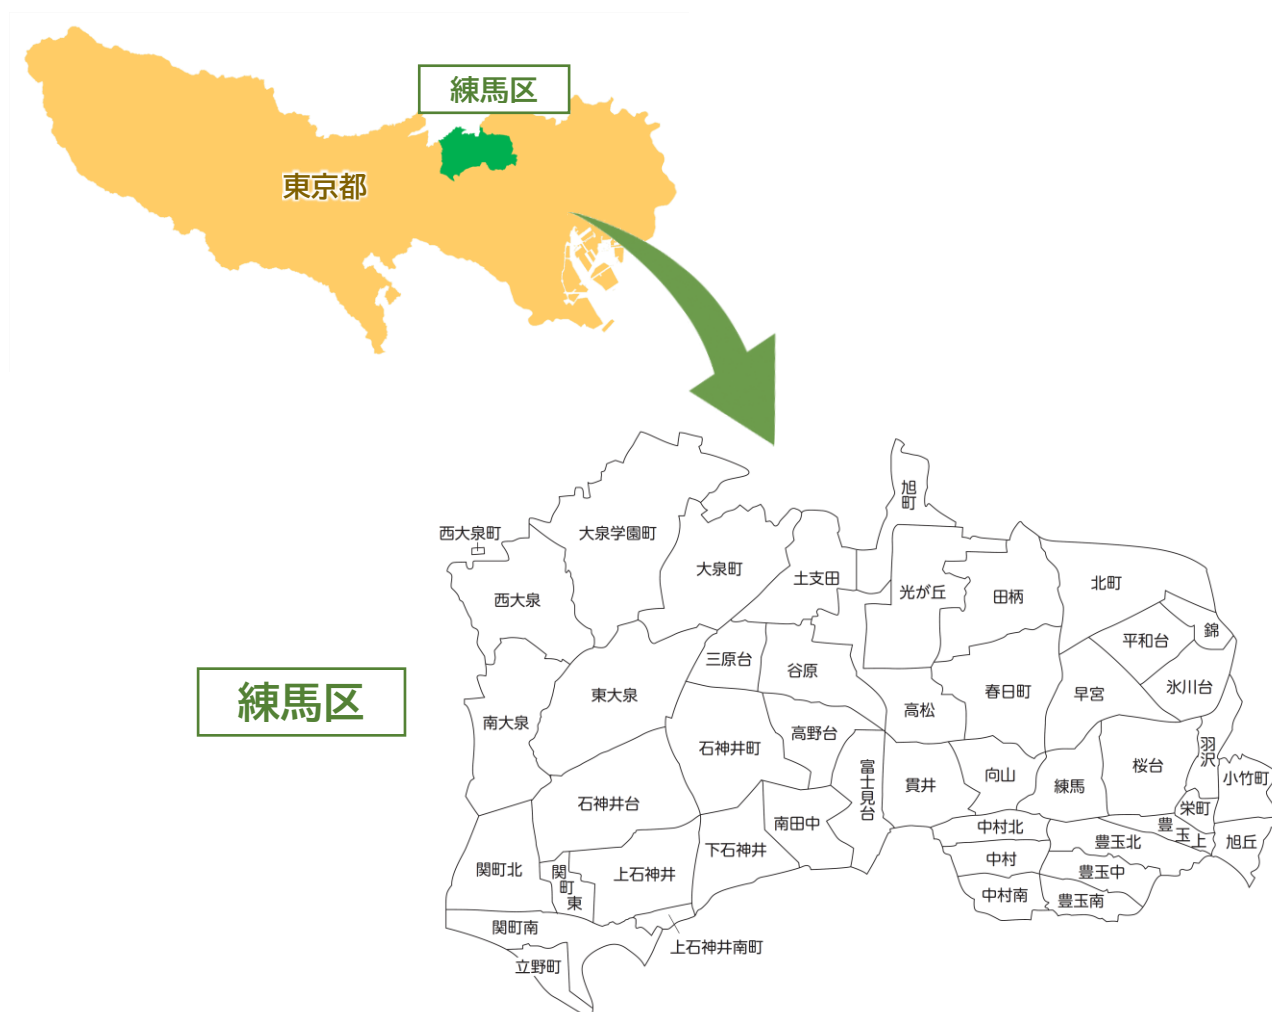 練馬区
東京都
旭町
西大泉町
大泉学園町
大泉町
土支田
光が丘
田柄
北町
西大泉
錦
平和台
三原台
谷原
春日町
早宮
氷川台
東大泉
南大泉
高松
高野台
石神井町
羽沢
練馬区
富士見台
貫井
向山
練馬
桜台
小竹町
石神井台
栄町
南田中
中村北
豊玉上
豊玉北
旭丘
下石神井
中村
関町北
関町東
上石神井
豊玉中
中村南
豊玉南
関町南
上石神井南町
立野町